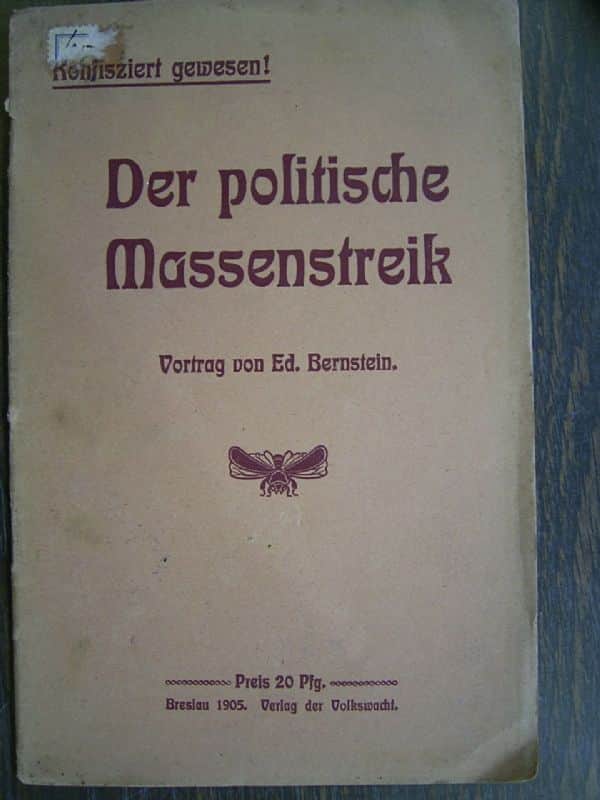 Konfisziert gewesen!
Der politische
Massenstreik
Vortrag von Ed. Bernstein.
Preis 20 Pfg.
Breslau 1905. Verlag der Volkswacht.